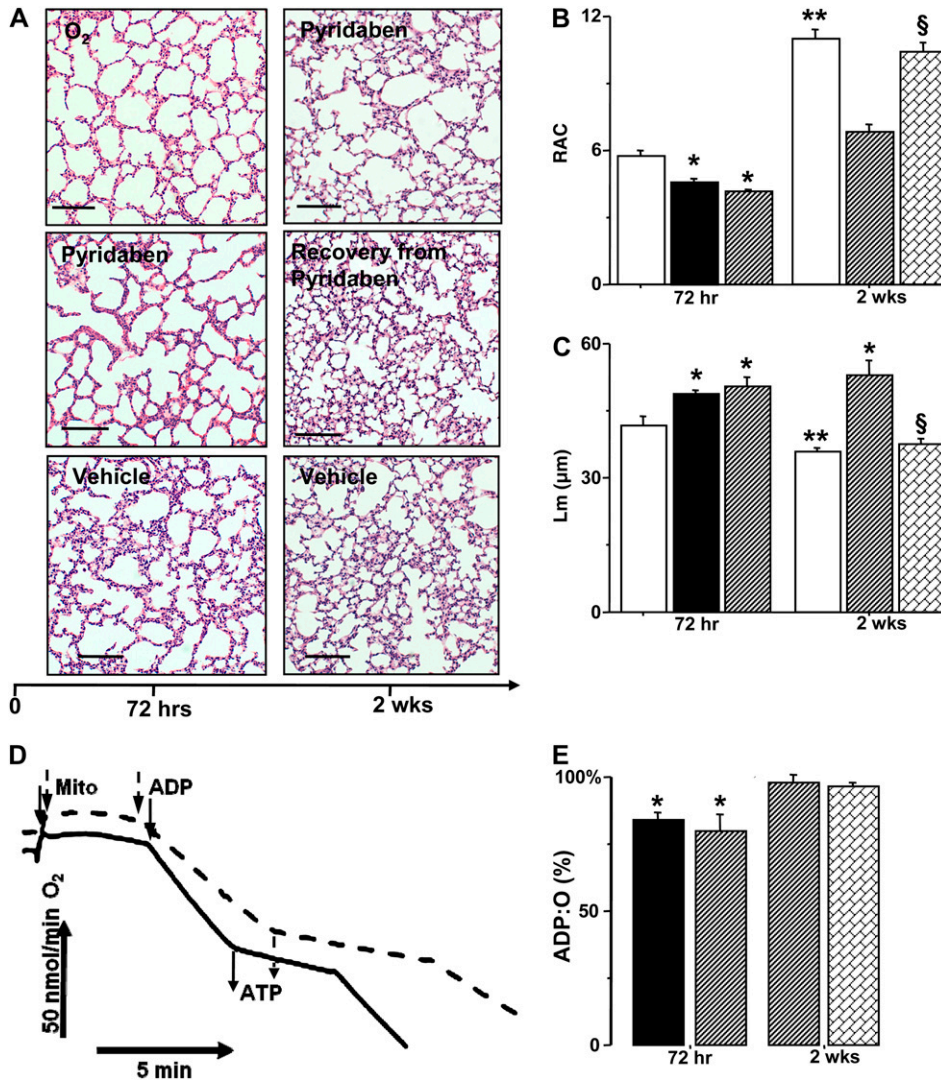 A
O2
Pyridaben
Pyridaben
Recovery from
Pyridaben
Vehicle
Vehicle
0
72 hrs
2 wks
B
12
6
0
RAC
*
*
**
§
72 hr
2 wks
C
60
30
0
Lm (µm)
*
*
**
*
§
72 hr
2 wks
D
Mito
ADP
ATP
50 nmol/min O2
5 min
E
100%
50
0
ADP:O (%)
*
*
72 hr
2 wks